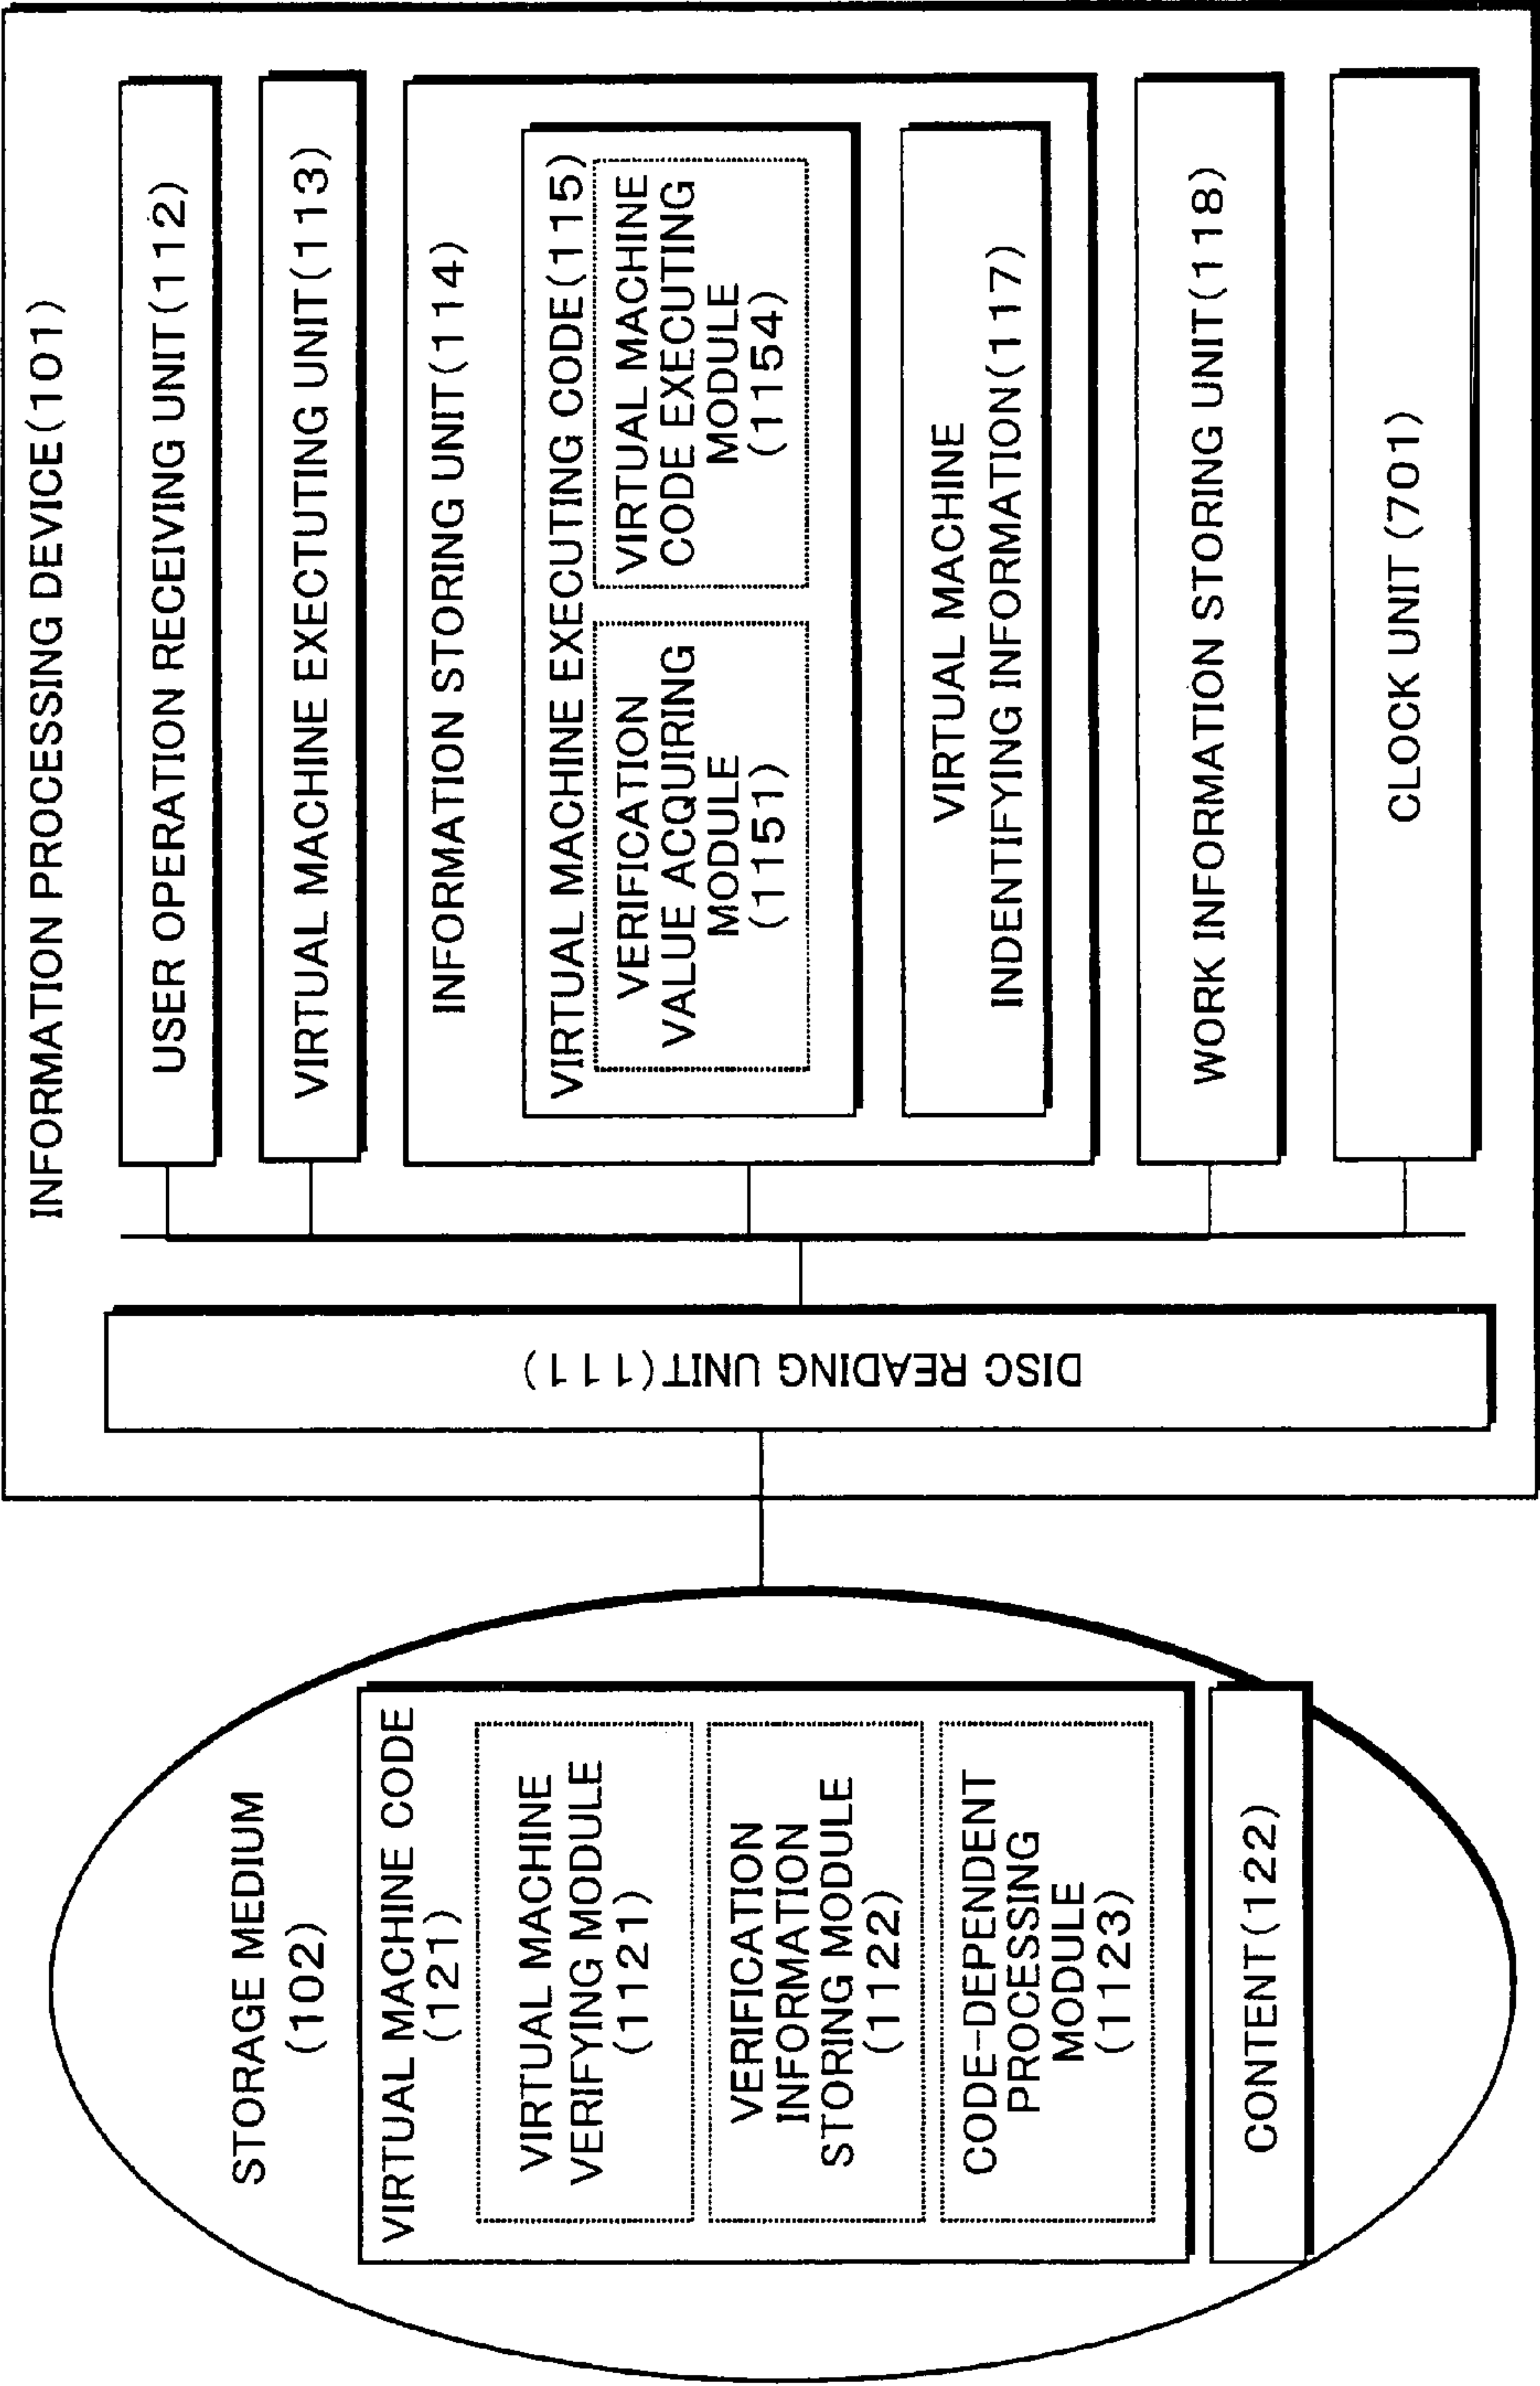 STORAGE MEDIUM
(102)
VIRTUAL MACHINE CODE
(121)
VIRTUAL MACHINE
VERIFYING MODULE
(1121)
VERIFICATION
INFORMATION
STORING MODULE
(1122)
CODE-DEPENDENT
PROCESSING
MODULE
(1123)
CONTENT(122)
INFORMATION PROCESSING DEVICE(101)
DISC READING UNIT(111)
USER OPERATION RECEIVING UNIT(112)
VIRTUAL MACHINE EXECTUTING UNIT(113)
INFORMATION STORING UNIT(114)
VIRTUAL MACHINE EXECUTING CODE(115)
VERIFICATION
VALUE ACQUIRING
MODULE
(1151)
VIRTUAL MACHINE
CODE EXECUTING
MODULE
(1154)
VIRTUAL MACHINE
INDENTIFYING INFORMATION(117)
WORK INFORMATION STORING UNIT(118)
CLOCK UNIT (701)